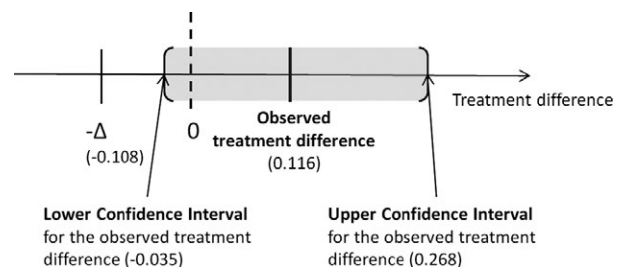 Treatment difference
-Δ
(-0.108)
0
Observed
treatment difference
(0.116)
Lower Confidence Interval
for the observed treatment
difference (-0.035)
Upper Confidence Interval
for the observed treatment
difference (0.268)